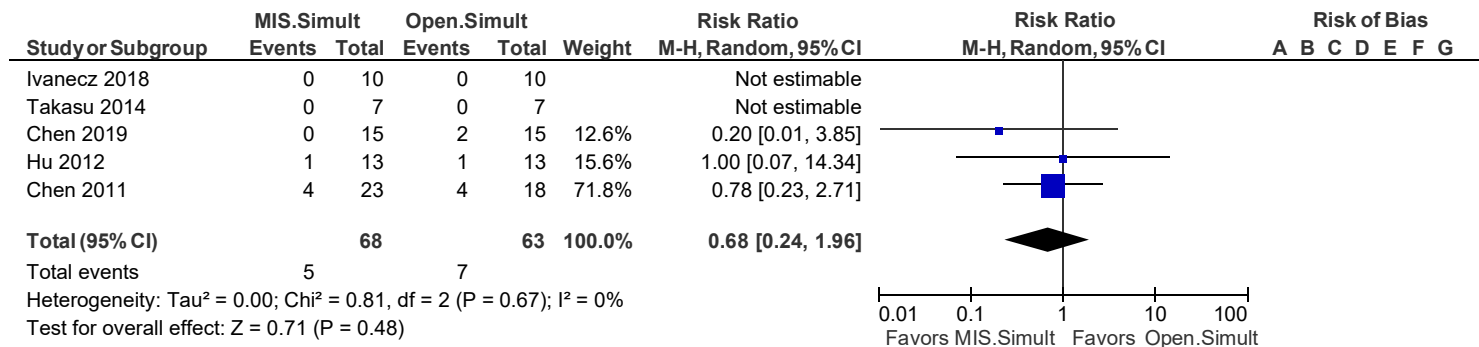 MIS.Simult Open.Simult Risk Ratio Risk Ratio Risk of Bias
Study or Subgroup Events Total Events Total Weight M-H, Random, 95% CI M-H, Random, 95% CI A B C D E F G
Ivanecz 2018 0 10 0 10 Not estimable
Takasu 2014 0 7 0 7 Not estimable
Chen 2019 0 15 2 15 12.6% 0.20 [0.01, 3.85]
Hu 2012 1 13 1 13 15.6% 1.00 [0.07, 14.34]
Chen 2011 4 23 4 18 71.8% 0.78 [0.23, 2.71]
Total (95% CI) 68 63 100.0% 0.68 [0.24, 1.96]
Total events 5 7
Heterogeneity: Tau² = 0.00; Chi² = 0.81, df = 2 (P = 0.67); I² = 0%
Test for overall effect: Z = 0.71 (P = 0.48)
0.01 0.1 1 10 100
Favors MIS.Simult Favors Open.Simult